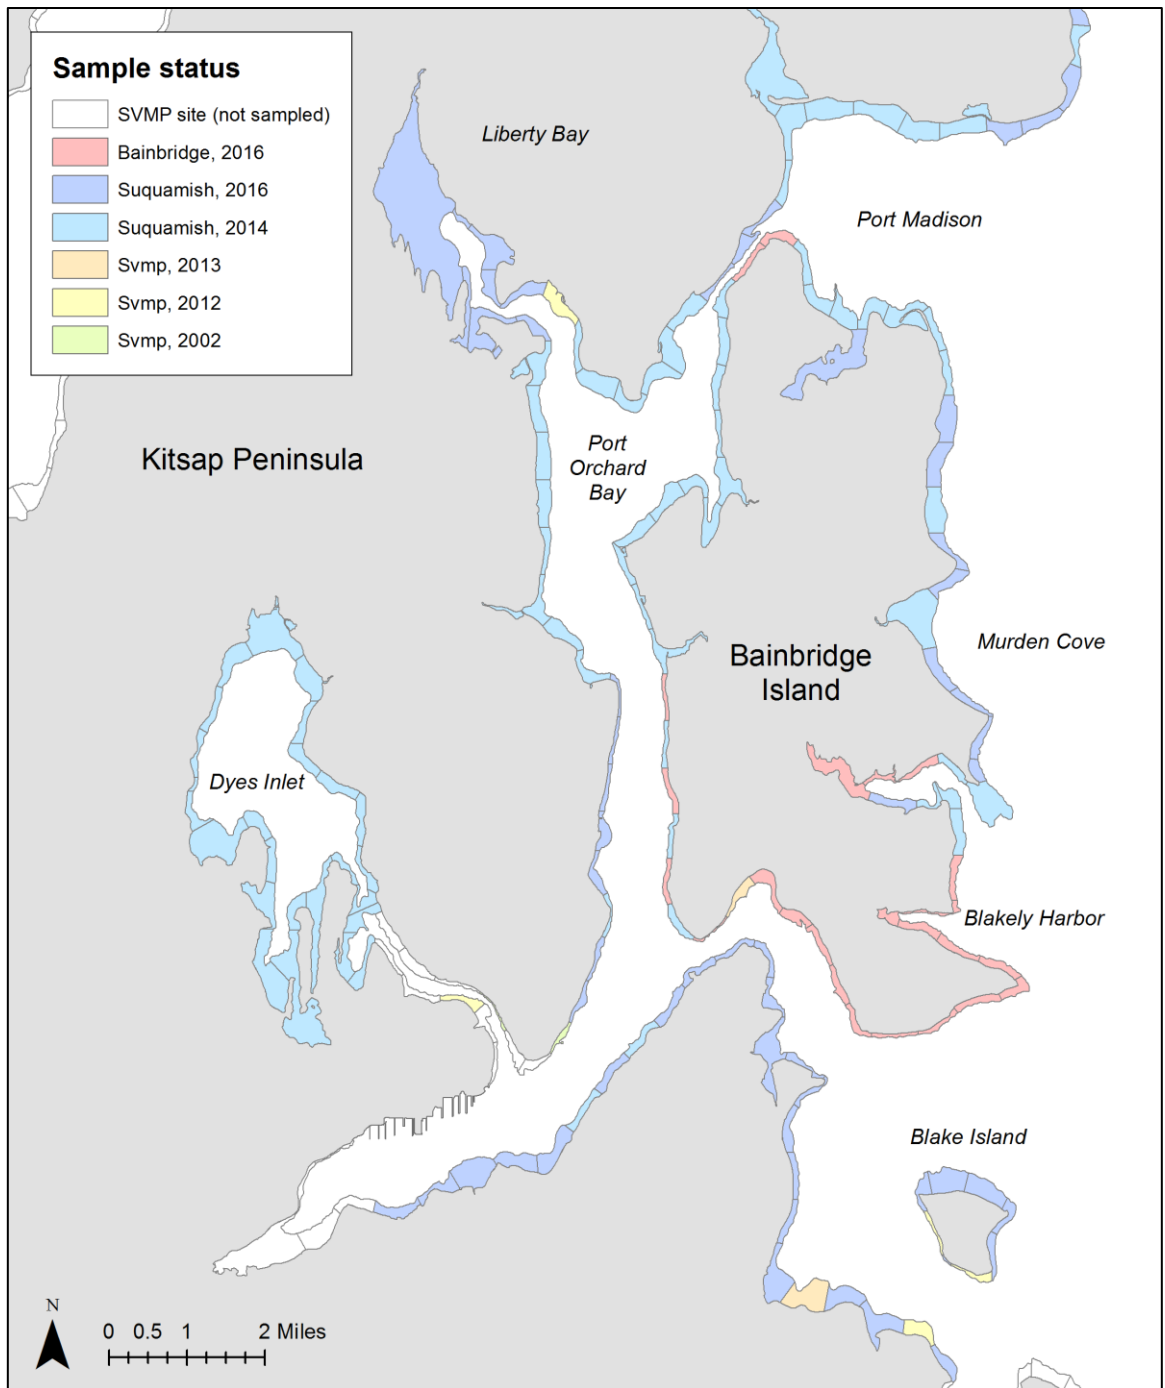 Sample status
SVMP site (not sampled)
Bainbridge, 2016
Suquamish, 2016
Suquamish, 2014
Svmp, 2013
Svmp, 2012
Svmp, 2002
Liberty Bay
Port Madison
Kitsap Peninsula
Port
Orchard
Bay
Murden Cove
Bainbridge
Island
Dyes Inlet
Blakely Harbor
Blake Island
N
0 0.5 1 2 Miles